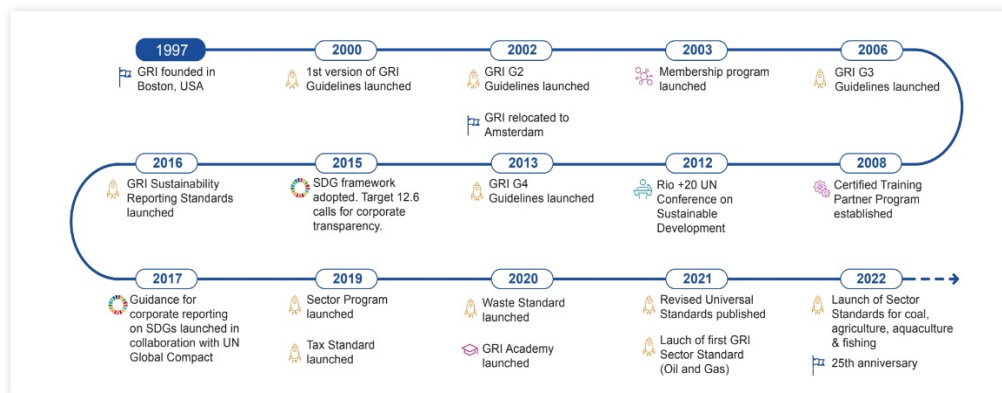 1997
GRI founded in
Boston, USA
2000
1st version of GRI
Guidelines launched
2002
GRI G2
Guidelines launched
GRI relocated to
Amsterdam
2003
Membership program
launched
2006
GRI G3
Guidelines launched
2016
GRI Sustainability
Reporting Standards
launched
2015
SDG framework
adopted. Target 12.6
calls for corporate
transparency.
2013
GRI G4
Guidelines launched
2012
Rio +20 UN
Conference on
Sustainable
Development
2008
Certified Training
Partner Program
established
2017
Guidance for
corporate reporting
on SDGs launched in
collaboration with UN
Global Compact
2019
Sector Program
launched
Tax Standard
launched
2020
Waste Standard
launched
GRI Academy
launched
2021
Revised Universal
Standards published
Lauch of first GRI
Sector Standard
(Oil and Gas)
2022
Launch of Sector
Standards for coal,
agriculture, aquaculture
& fishing
25th anniversary